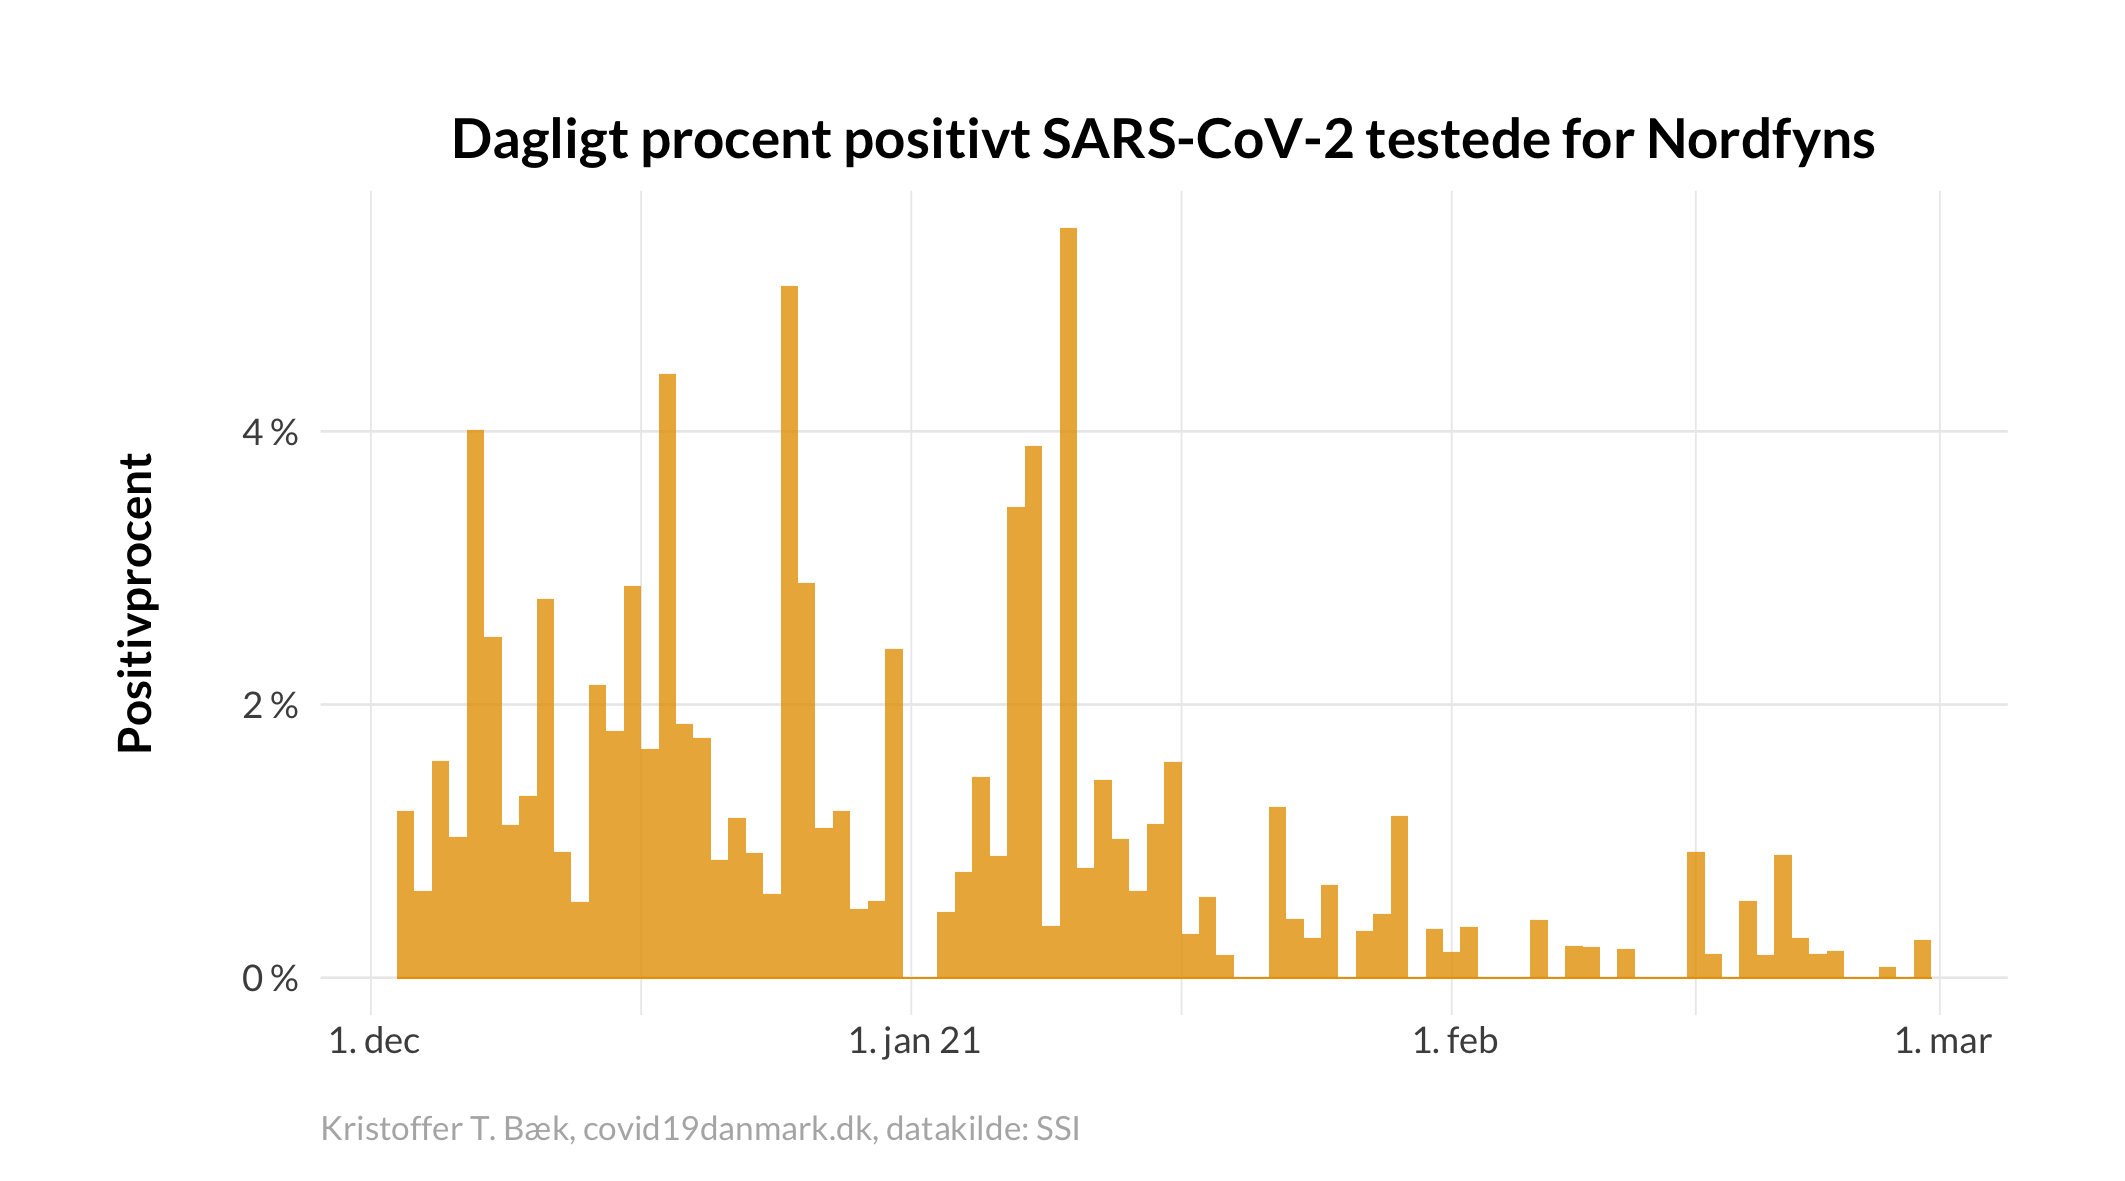 Dagligt procent positivt SARS-CoV-2 testede for Nordfyns
Positivprocent
4 %
2 %
0 %
1. dec
1. jan 21
1. feb
1. mar
Kristoffer T. Bæk, covid19danmark.dk, datakilde: SSI